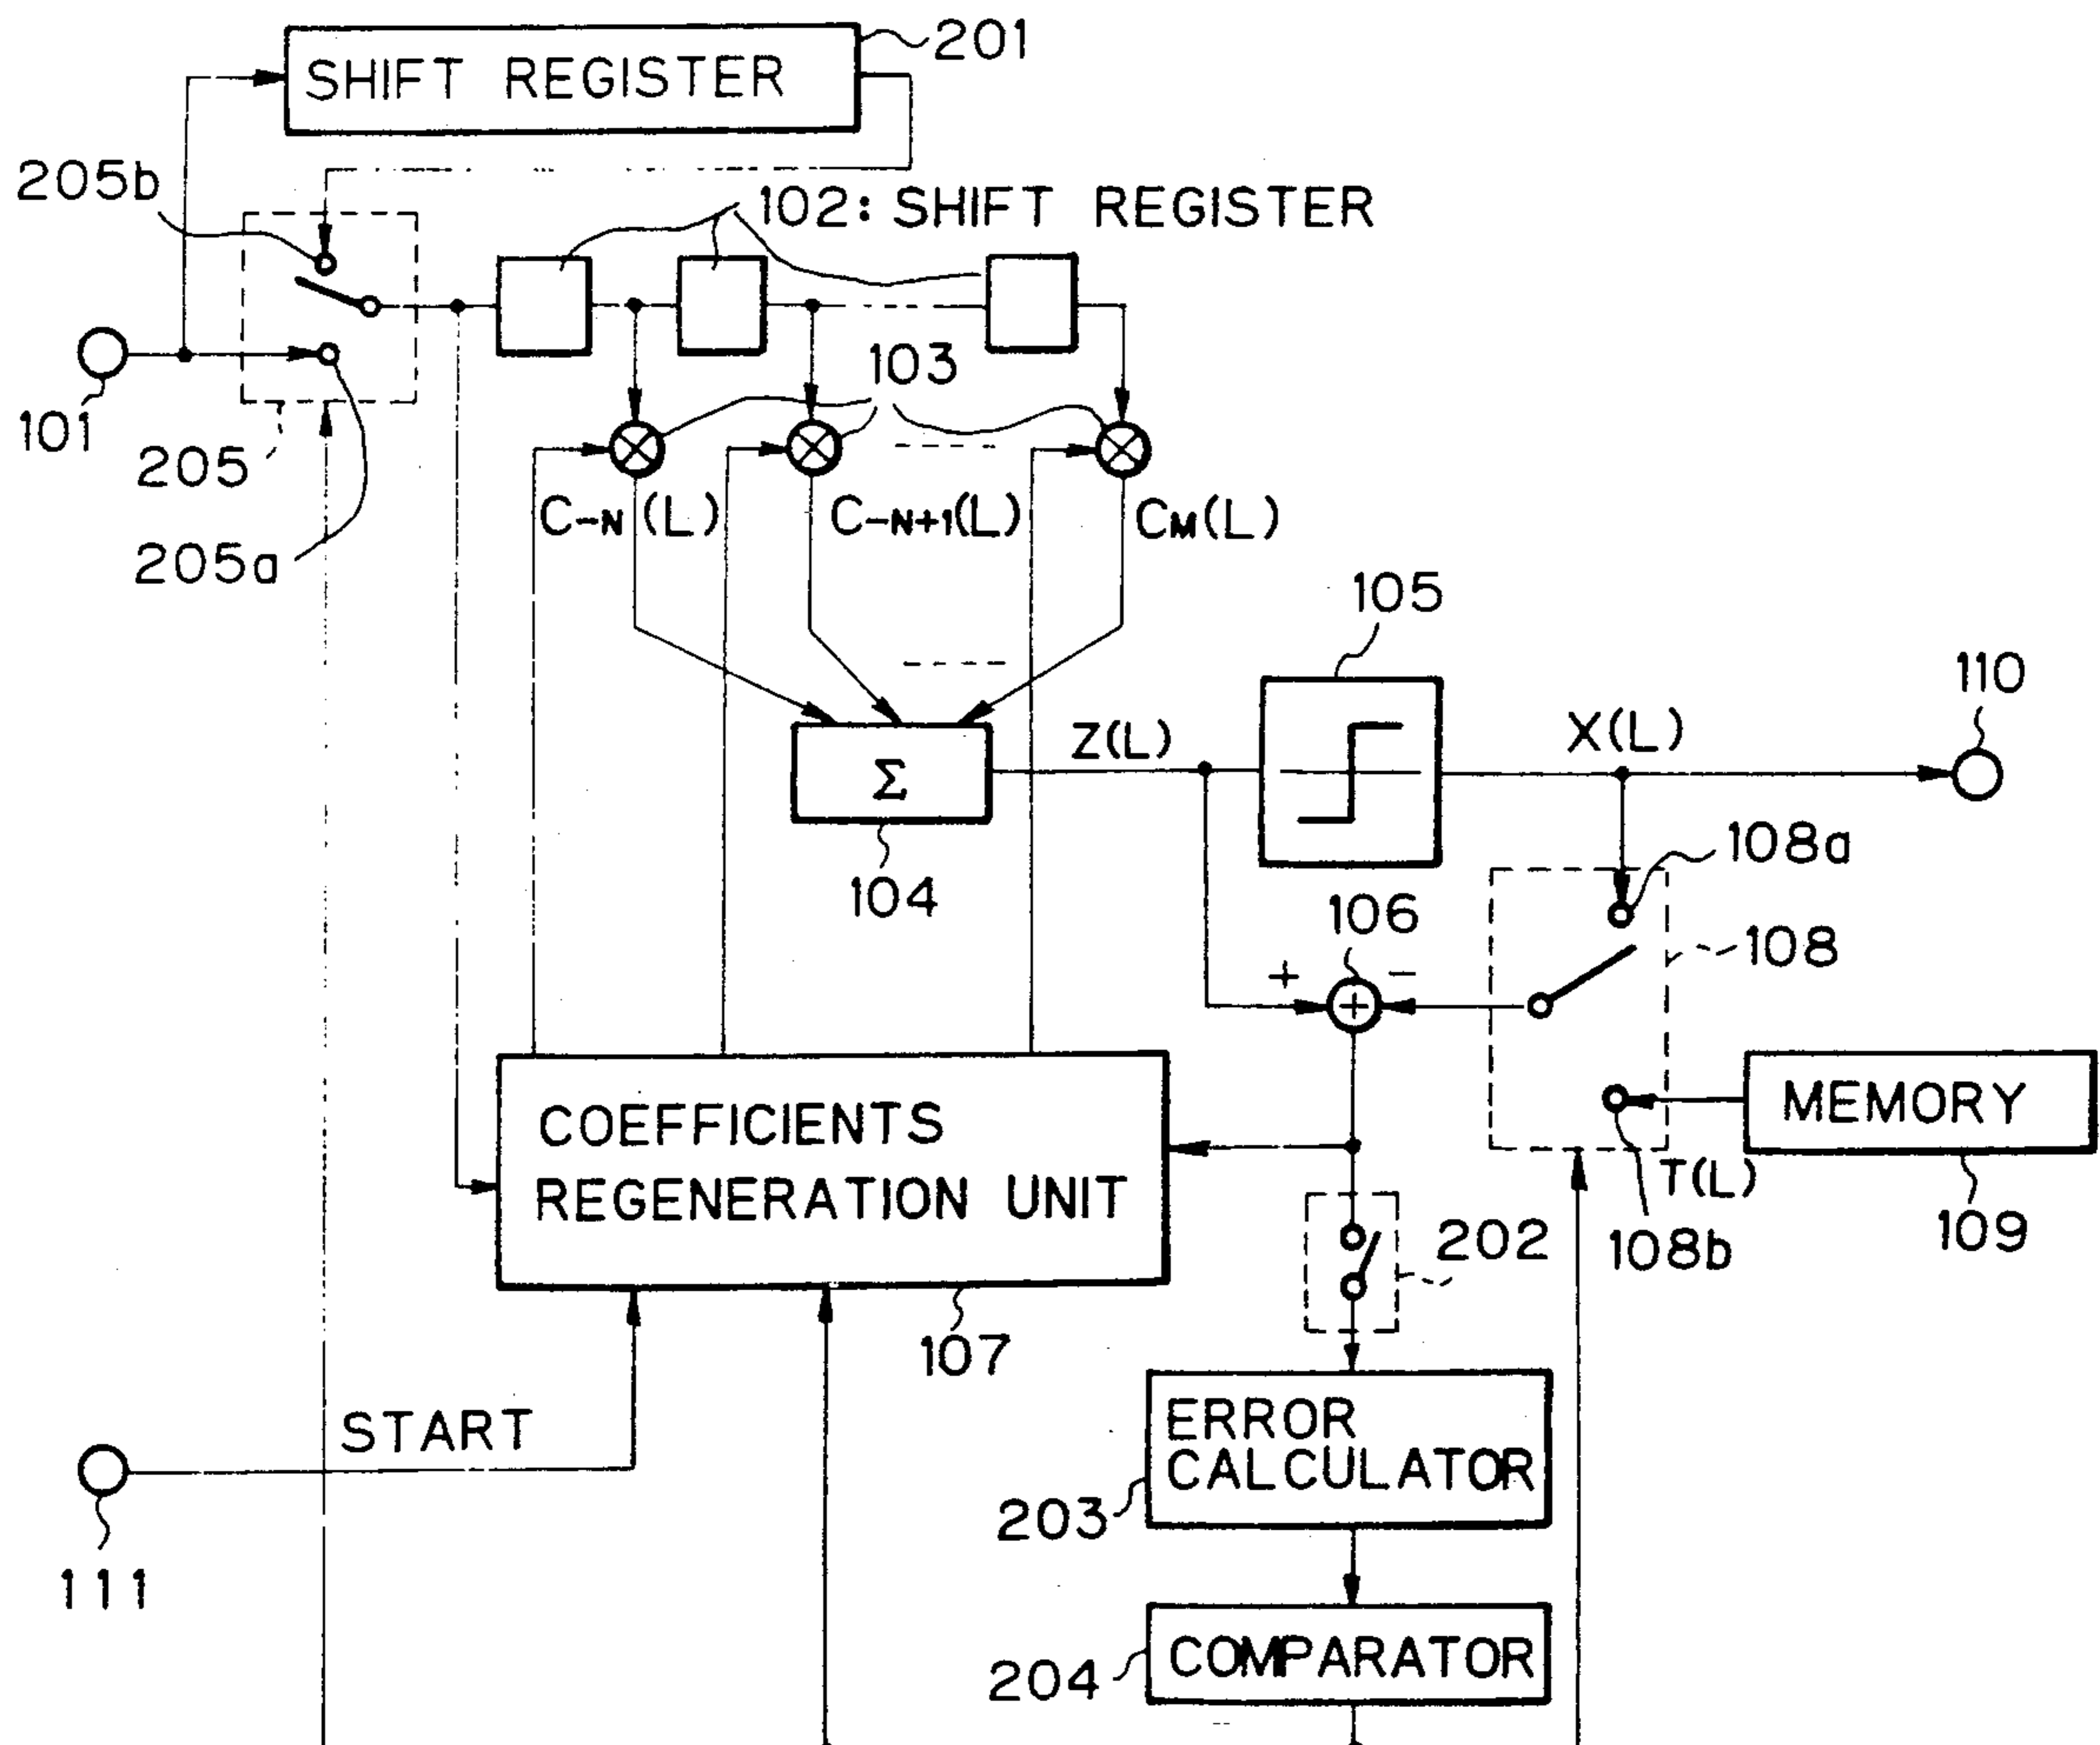 201
SHIFT REGISTER
205b
102: SHIFT REGISTER
103
101
205
C-N(L)
C-N+1(L)
CM(L)
205a
105
110
Z(L)
X(L)
Σ
108a
104
106
108
+
−
+
MEMORY
COEFFICIENTS
REGENERATION UNIT
T(L)
109
202
108b
107
START
ERROR
CALCULATOR
203
111
COMPARATOR
204